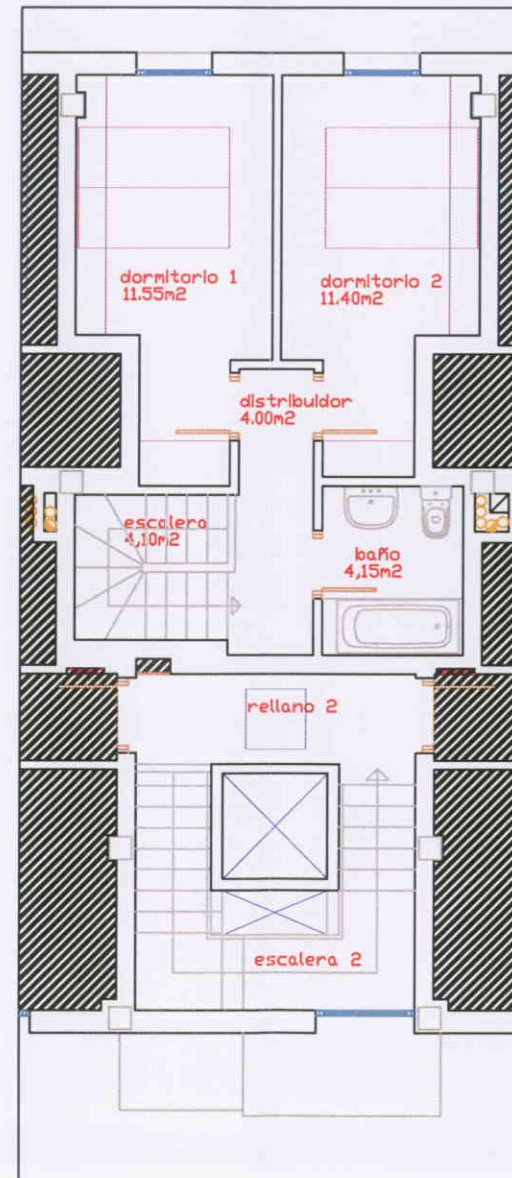 dormitorio 1
11.55m2
dormitorio 2
11.40m2
distribuidor
4.00m2
escalera
4,10m2
baño
4,15m2
rellano 2
escalera 2